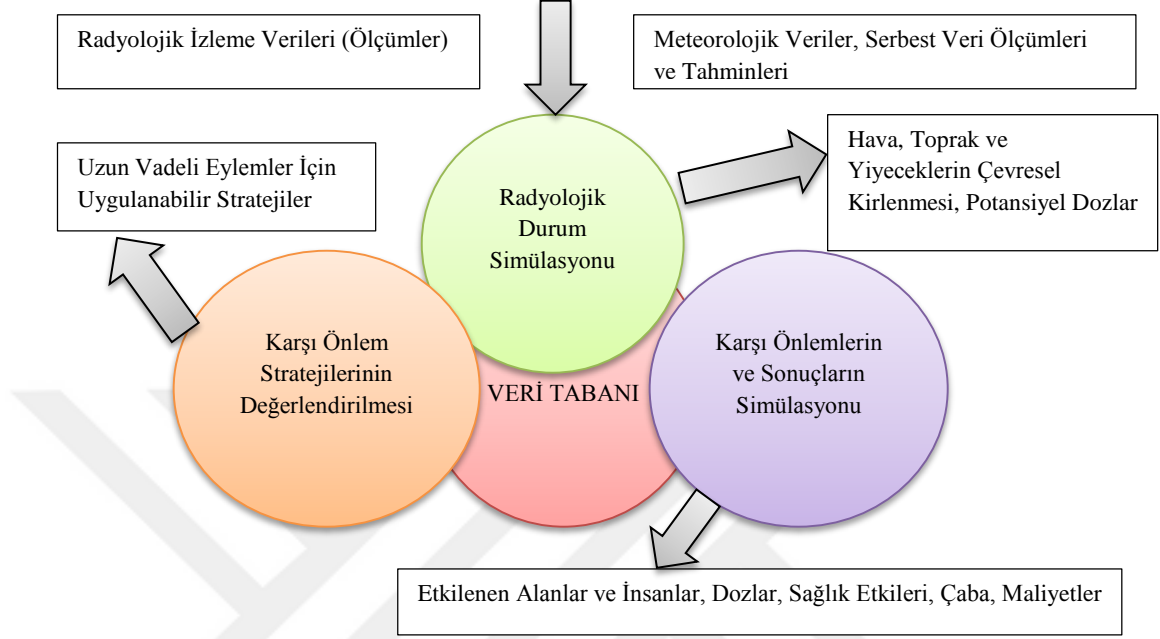 Radyolojik İzleme Verileri (Ölçümler)
Meteorolojik Veriler, Serbest Veri Ölçümleri
ve Tahminleri
Hava, Toprak ve
Yiyeceklerin Çevresel
Kirlenmesi, Potansiyel Dozlar
Uzun Vadeli Eylemler İçin
Uygulanabilir Stratejiler
Radyolojik
Durum
Simülasyonu
Karşı Önlem
Stratejilerinin
Değerlendirilmesi
VERİ TABANI
Karşı Önlemlerin
ve Sonuçların
Simülasyonu
Etkilenen Alanlar ve İnsanlar, Dozlar, Sağlık Etkileri, Çaba, Maliyetler